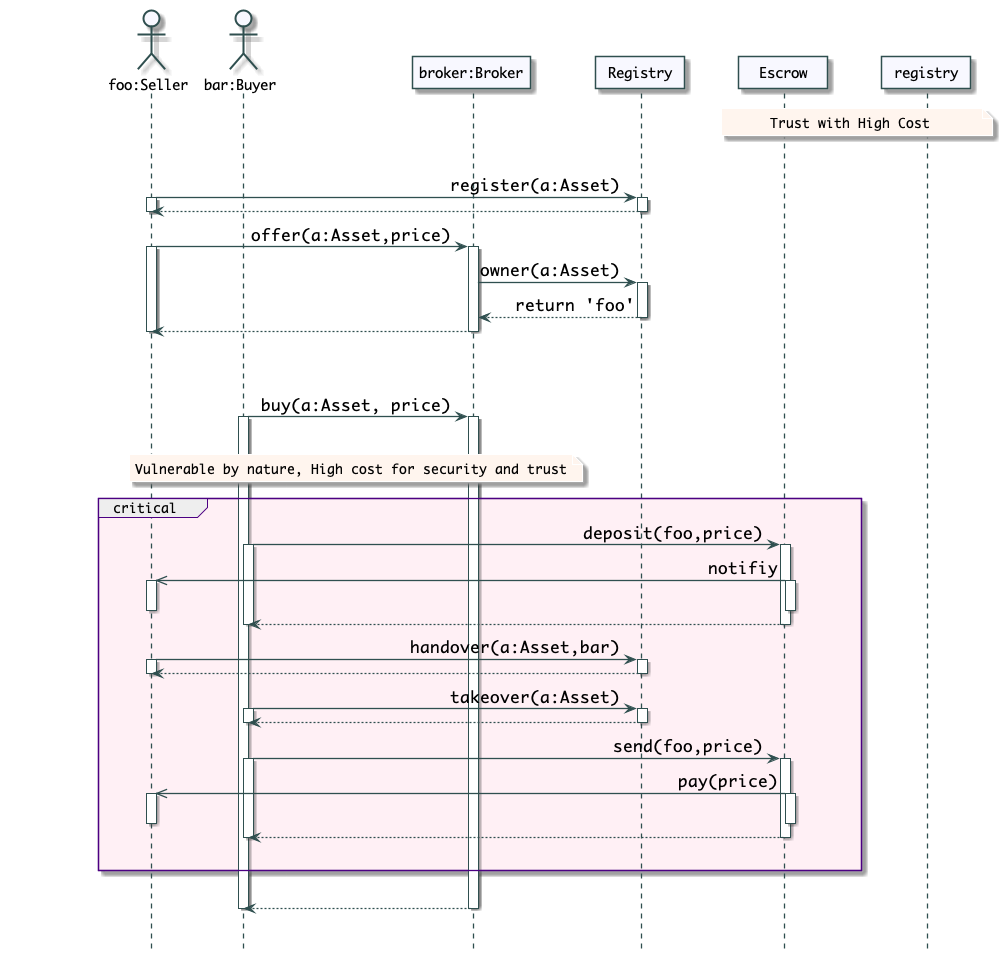 foo:Seller
bar:Buyer
broker:Broker
Registry
Escrow
registry
Trust with High Cost
register(a:Asset)
offer(a:Asset,price)
owner(a:Asset)
return 'foo'
buy(a:Asset, price)
Vulnerable by nature, High cost for security and trust
critical
deposit(foo,price)
notifiy
handover(a:Asset,bar)
takeover(a:Asset)
send(foo,price)
pay(price)